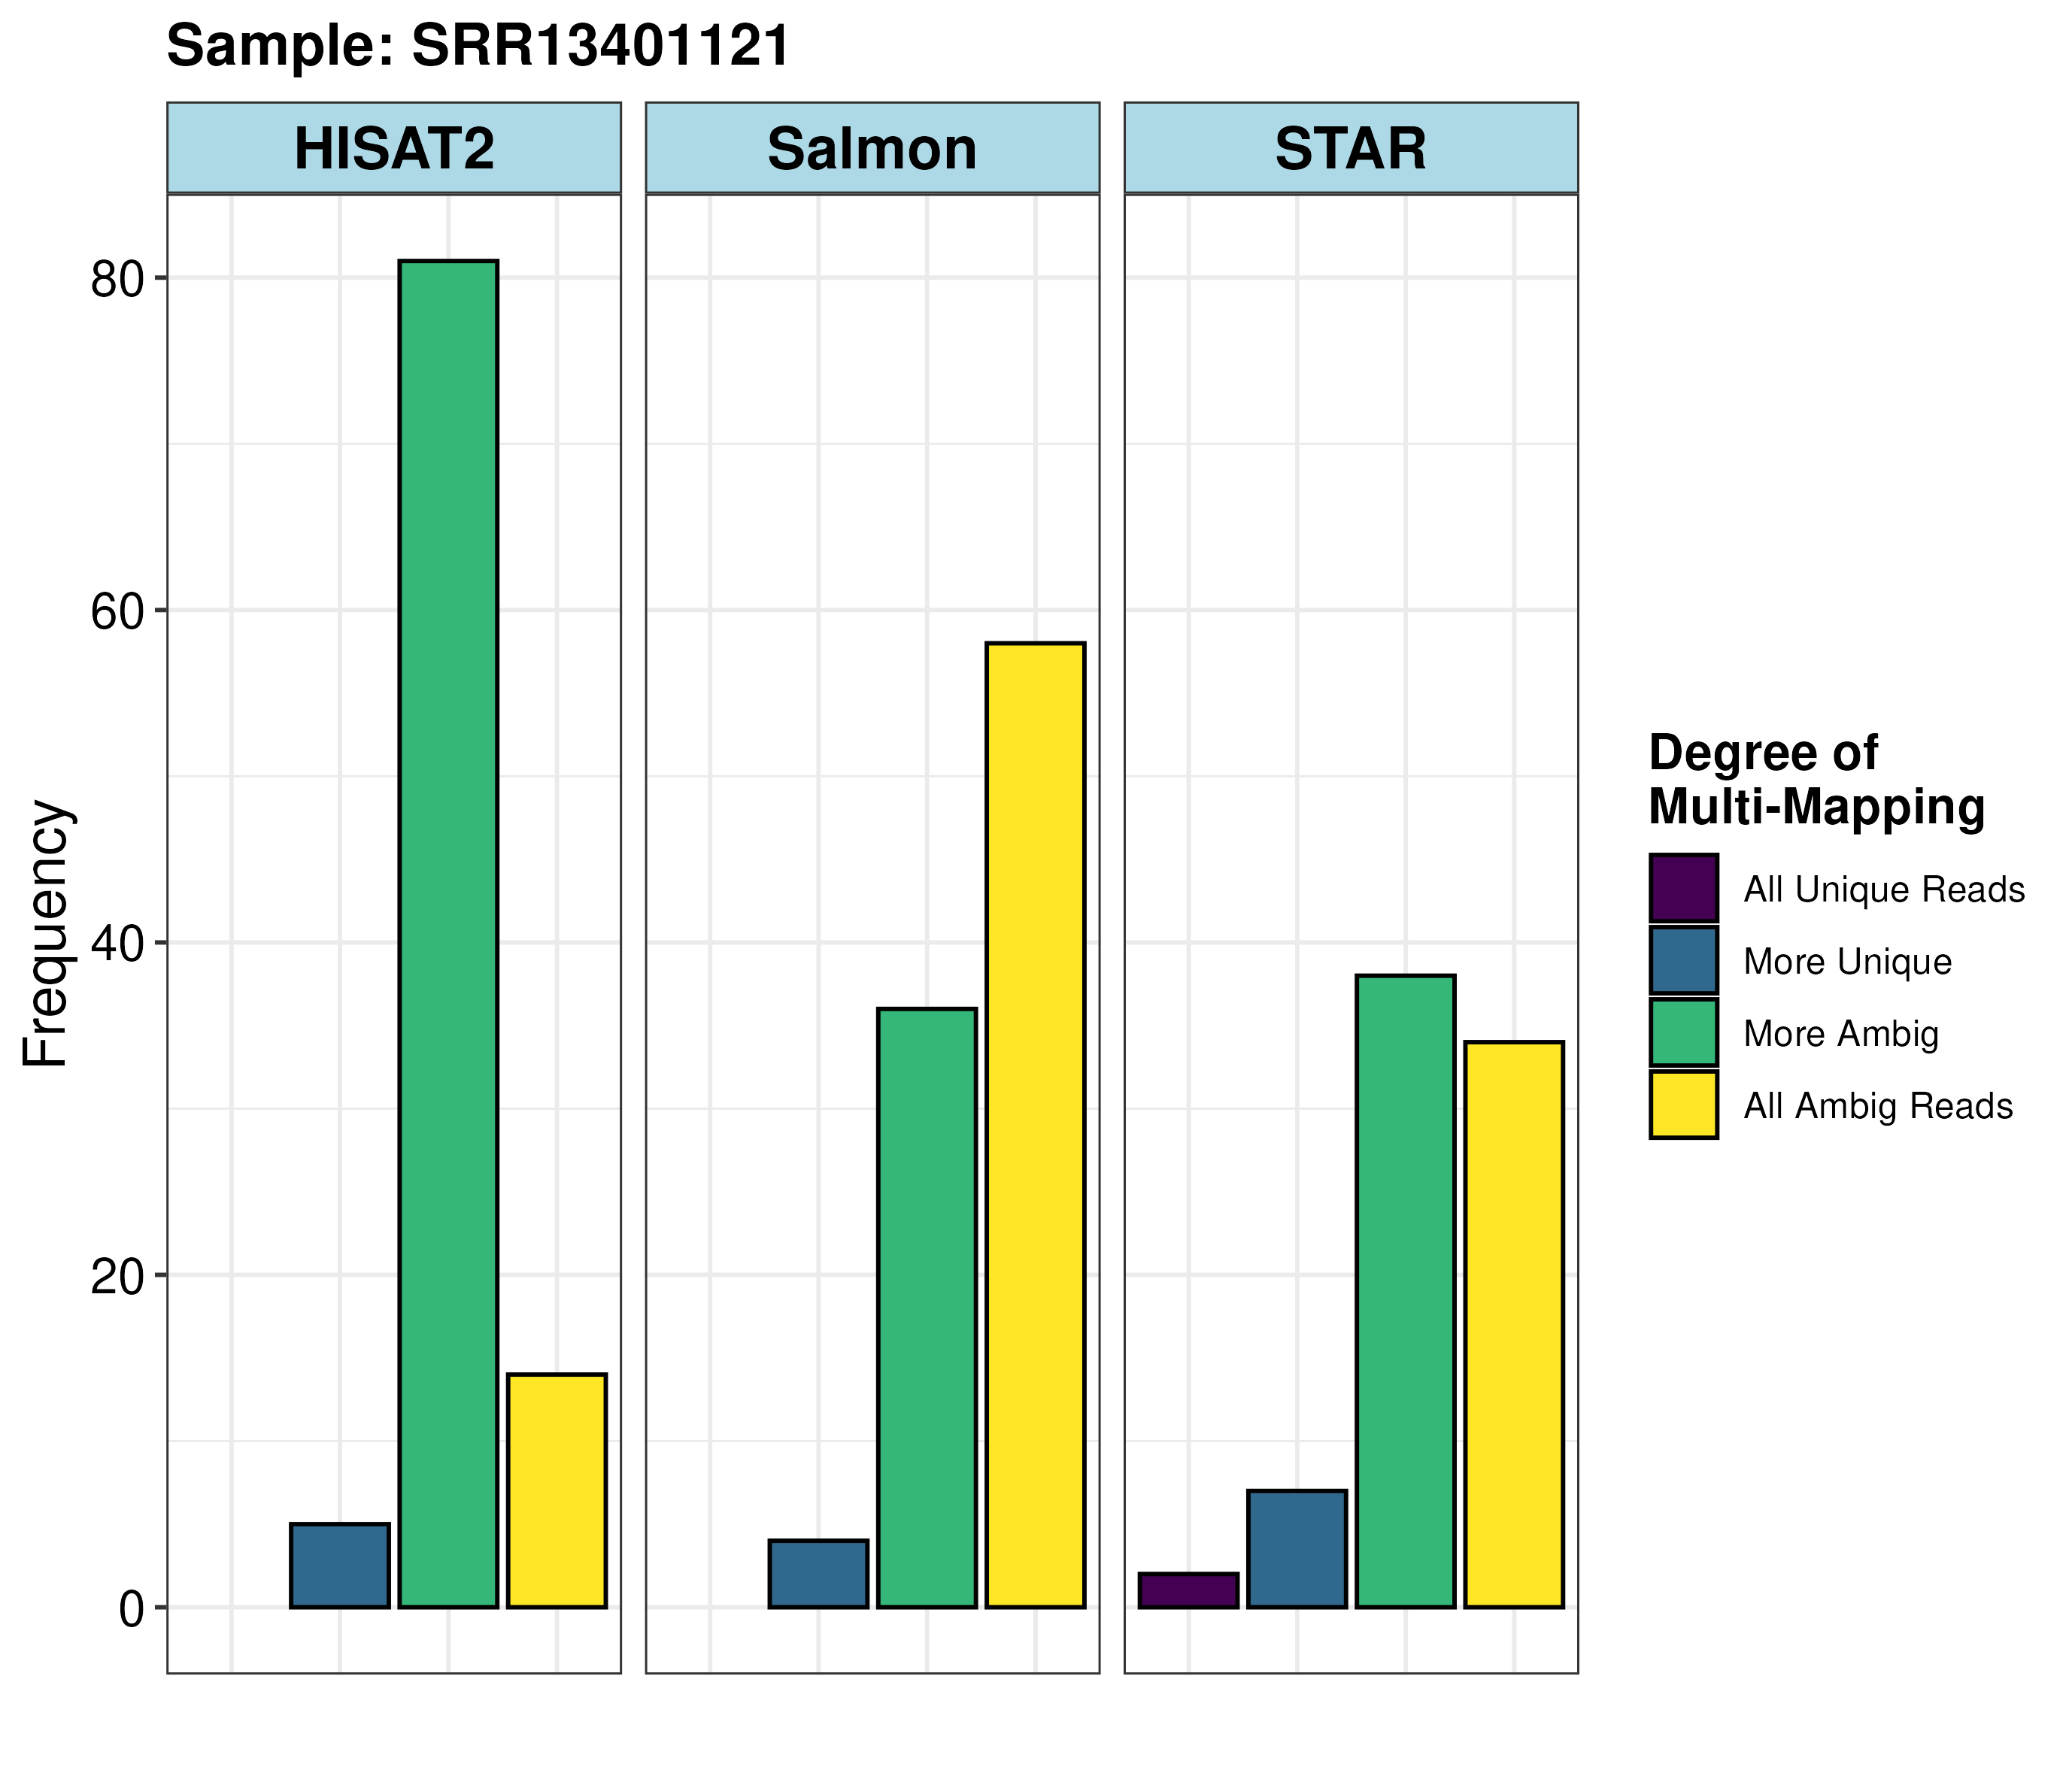 Sample: SRR13401121
HISAT2
Salmon
STAR
80
60
40
20
0
Frequency
Degree of
Multi-Mapping
All Unique Reads
More Unique
More Ambig
All Ambig Reads